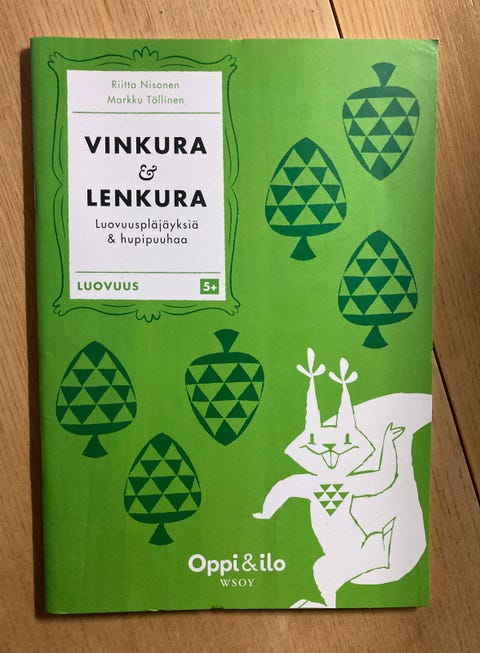 Riitta Nisonen
Markku Töllinen
VINKURA
&
LENKURA
Luovuuspläjäyksiä
& hupipuuhaa
LUOVUUS 5+
Oppi&ilo
WSOY